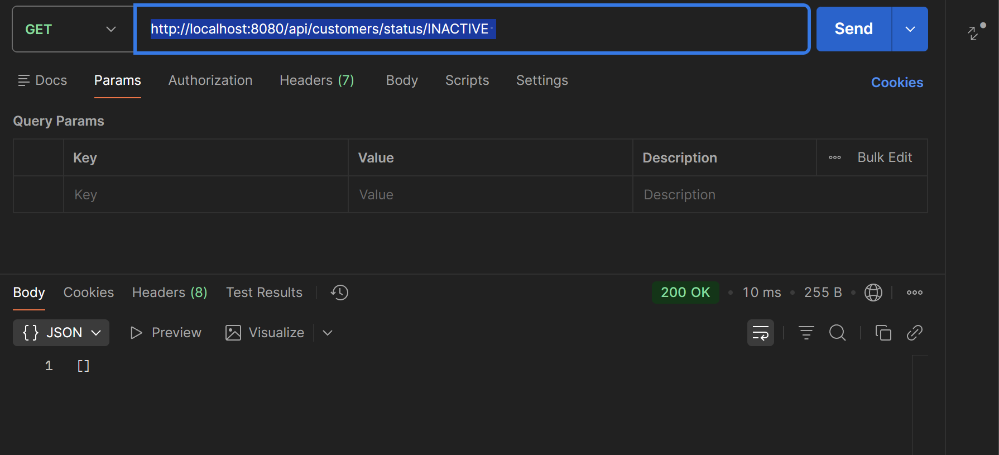 GET http://localhost:8080/api/customers/status/INACTIVE Send
Docs Params Authorization Headers (7) Body Scripts Settings Cookies
Query Params
Key Value Description Bulk Edit
Key Value Description
Body Cookies Headers (8) Test Results 200 OK • 10 ms • 255 B •
{} JSON Preview Visualize
1 []